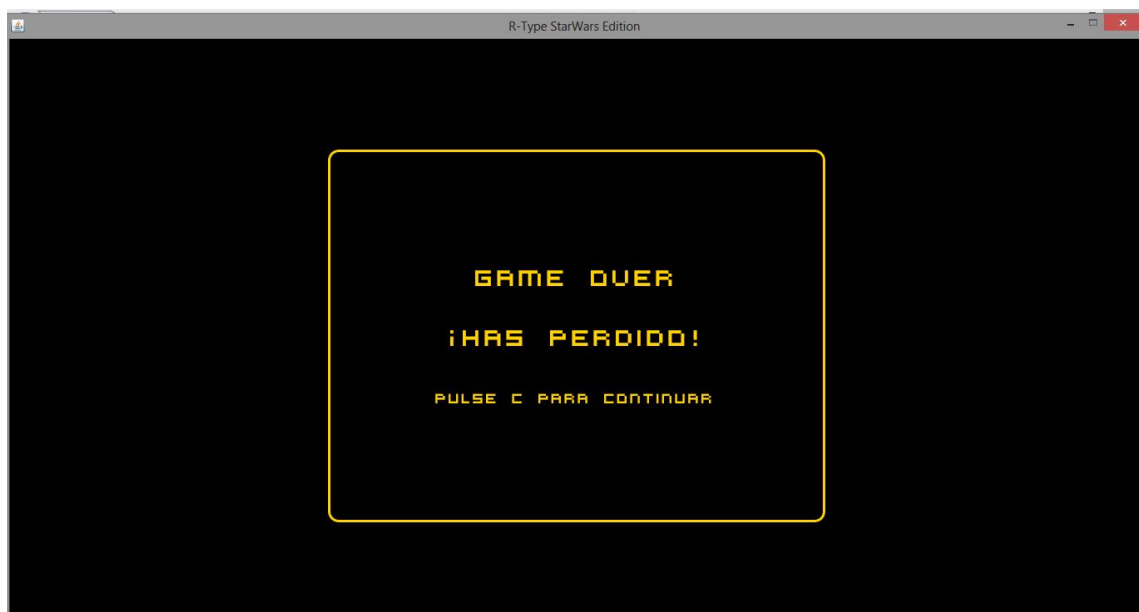 R-Type StarWars Edition
GAME OVER
¡HAS PERDIDO!
PULSE C PARA CONTINUAR